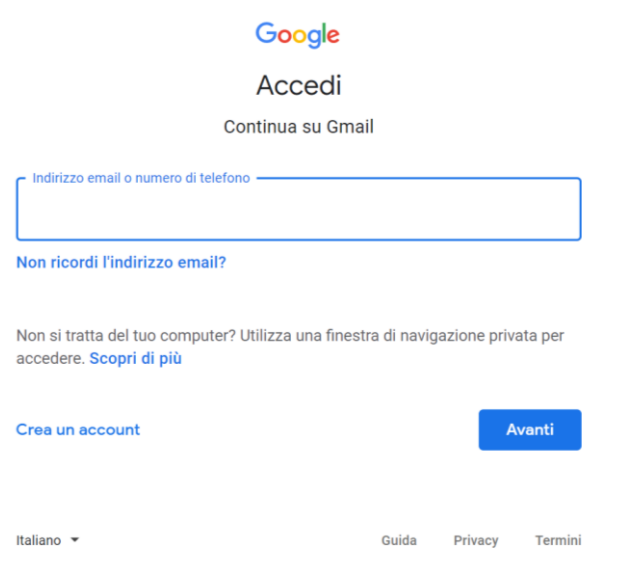 Google
Accedi
Continua su Gmail
Indirizzo email o numero di telefono
Non ricordi l'indirizzo email?
Non si tratta del tuo computer? Utilizza una finestra di navigazione privata per
accedere. Scopri di più
Crea un account
Avanti
Italiano
Guida
Privacy
Termini